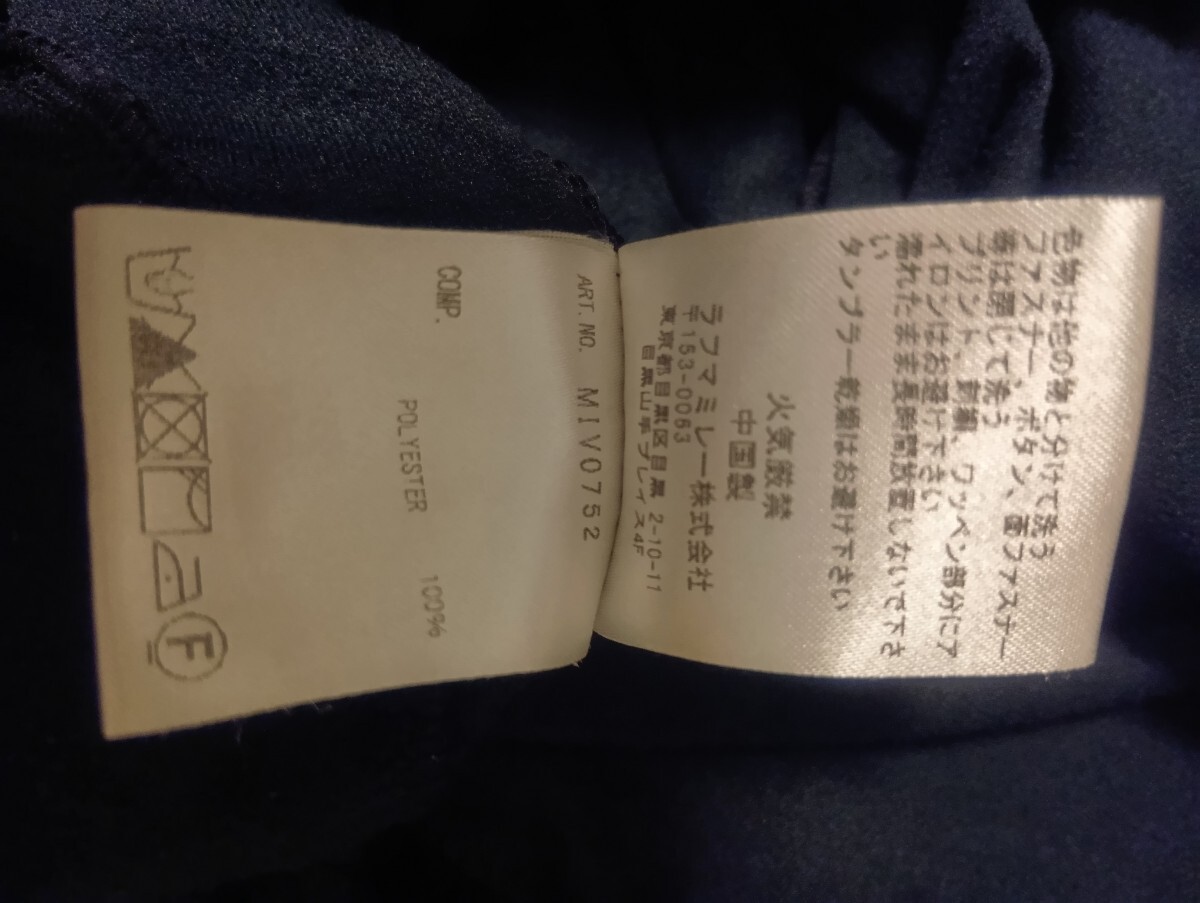 ART. NO. MIV0752
COMP.
POLYESTER 100%
F
色物は他の物と分けて洗う
ファスナー、ボタン、面ファスナー
等は閉じて洗う
プリント、刺繍、ワッペン部分にア
イロンはお避け下さい
濡れたまま長時間放置しないで下さ
い
タンブラー乾燥はお避け下さい
火気厳禁
中国製
ラフマミレー株式会社
〒153-0063
東京都目黒区目黒 2-10-11
目黒山手プレイス4F